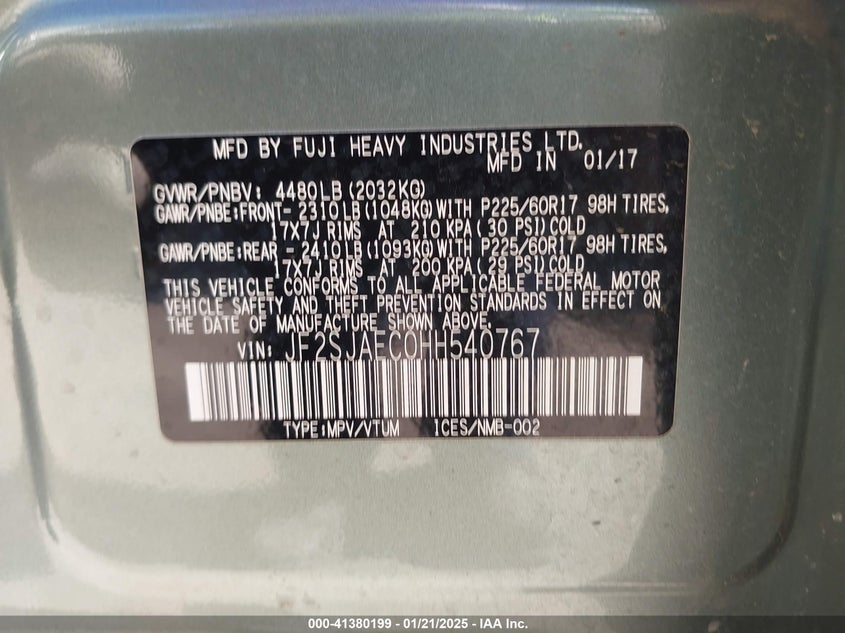 MFD BY FUJI HEAVY INDUSTRIES LTD.
MFD IN 01/17
GVWR/PNBV: 4480LB (2032KG)
GAWR/PNBE:FRONT- 2310LB (1048KG) WITH P225/60R17 98H TIRES,
17X7J RIMS AT 210 KPA ( 30 PSI) COLD
GAWR/PNBE:REAR - 2410LB (1093KG) WITH P225/60R17 98H TIRES,
17X7J RIMS AT 200 KPA ( 29 PSI) COLD
THIS VEHICLE CONFORMS TO ALL APPLICABLE FEDERAL MOTOR
VEHICLE SAFETY AND THEFT PREVENTION STANDARDS IN EFFECT ON
THE DATE OF MANUFACTURE SHOWN ABOVE.
VIN: JF2SJAEC0HH540767
TYPE:MPV/VTUM ICES/NMB-002
000-41380199 - 01/21/2025 - IAA Inc.